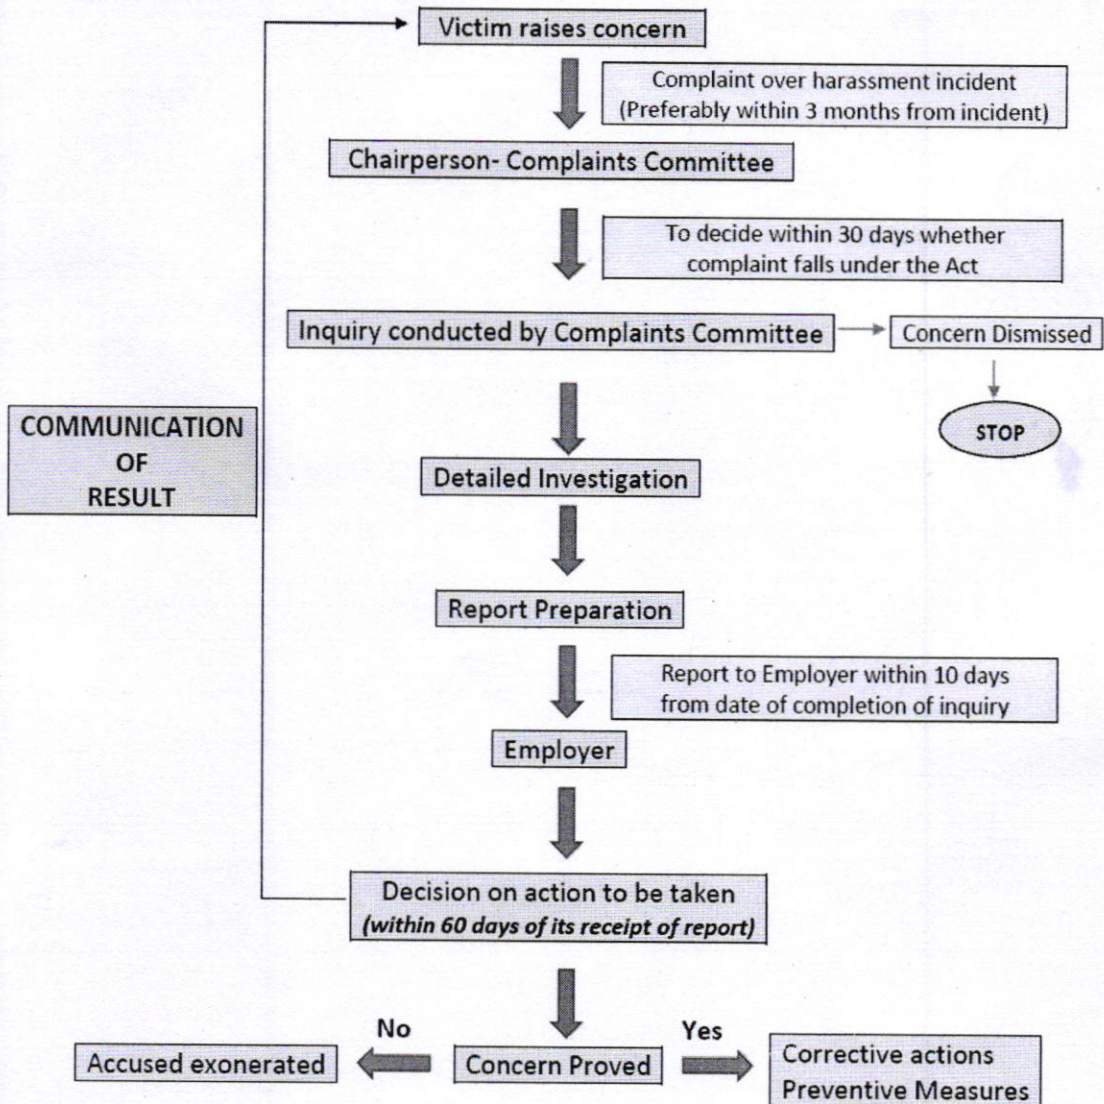 Victim raises concern
Complaint over harassment incident
(Preferably within 3 months from incident)
Chairperson- Complaints Committee
To decide within 30 days whether
complaint falls under the Act
Inquiry conducted by Complaints Committee
Concern Dismissed
STOP
COMMUNICATION
OF
RESULT
Detailed Investigation
Report Preparation
Report to Employer within 10 days
from date of completion of inquiry
Employer
Decision on action to be taken
(within 60 days of its receipt of report)
No
Yes
Accused exonerated
Concern Proved
Corrective actions
Preventive Measures